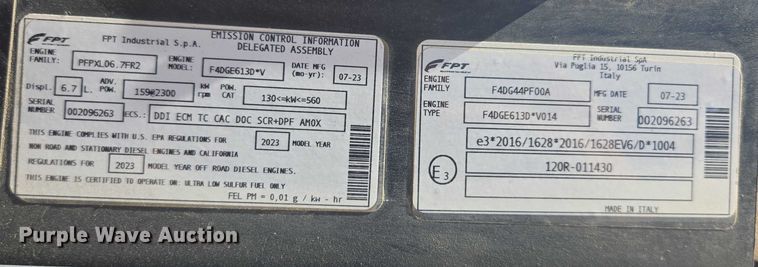 FPT FPT Industrial S.p.A. EMISSION CONTROL INFORMATION
DELEGATED ASSEMBLY
ENGINE FAMILY: PFPXL06.7FR2 ENGINE MODEL: F4DGE613D*V DATE MFG (mo-yr): 07-23
Displ. 6.7 L. ADV. POW. 159@2300 kW rpm POW. CAT 130<=kW<=560
SERIAL NUMBER 002096263 ECS.: DDI ECM TC CAC DOC SCR+DPF AMOX
THIS ENGINE COMPLIES WITH U.S. EPA REGULATIONS FOR 2023 MODEL YEAR
NON ROAD AND STATIONARY DIESEL ENGINES AND CALIFORNIA
REGULATIONS FOR 2023 MODEL YEAR OFF ROAD DIESEL ENGINES.
THIS ENGINE IS CERTIFIED TO OPERATE ON: ULTRA LOW SULFUR FUEL ONLY
FEL PM = 0,01 g / kW - hr
FPT FPT Industrial SpA
Via Puglia 15, 10156 Turin
Italy
ENGINE FAMILY F4DG44PF00A MFD: 07-23
ENGINE TYPE F4DGE613D*V014 SERIAL NUMBER 002096263
e3*2016/1628*2016/1628EV6/D*1004
E3 120R-011430
MADE IN ITALY
Purple Wave Auction